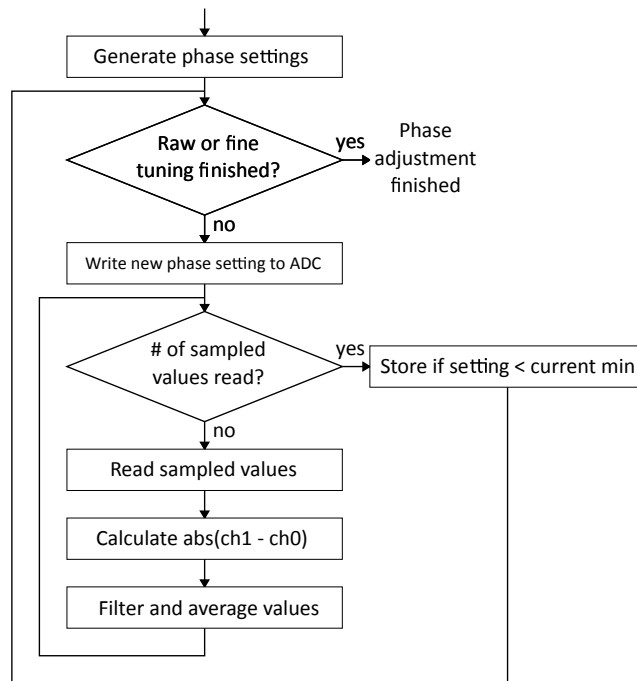 Generate phase settings
Raw or fine
tuning finished?
yes
Phase
adjustment
finished
no
Write new phase setting to ADC
# of sampled
values read?
yes
Store if setting < current min
no
Read sampled values
Calculate abs(ch1 - ch0)
Filter and average values